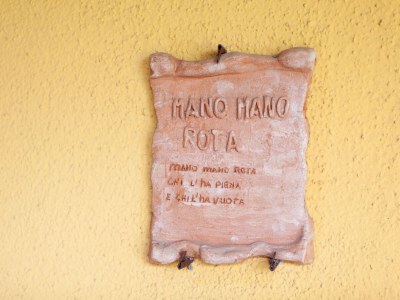 MANO MANO
ROTA
MANO MANO ROTA
CHI L'HA PIENA
E CHI L'HA VUOTA